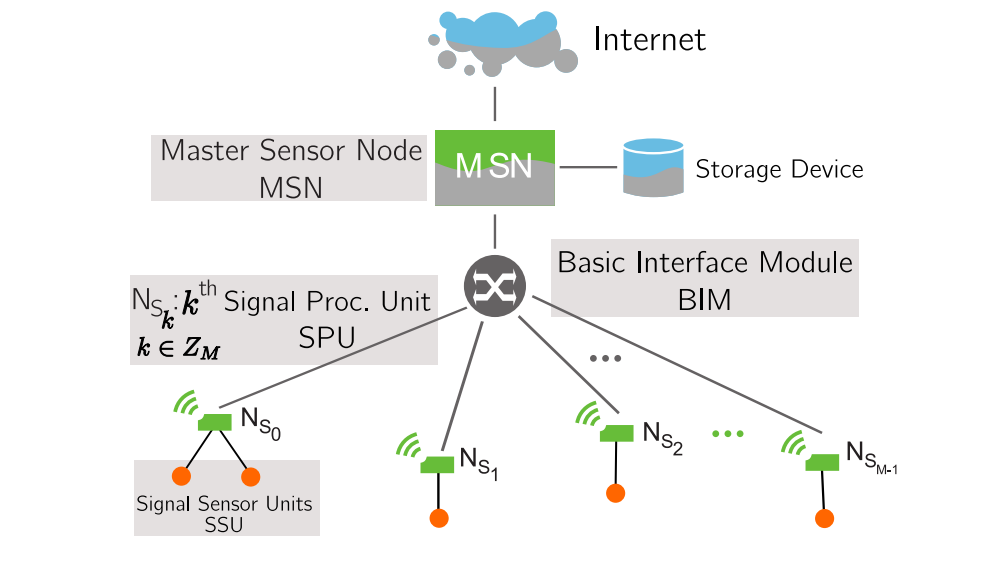 Internet
Master Sensor Node
MSN
MSN
Storage Device
Basic Interface Module
BIM
N_{S_k}: k^{th} Signal Proc. Unit
SPU
k ∈ Z_M
...
N_{S_0}
N_{S_1}
N_{S_2}
...
N_{S_{M-1}}
Signal Sensor Units
SSU